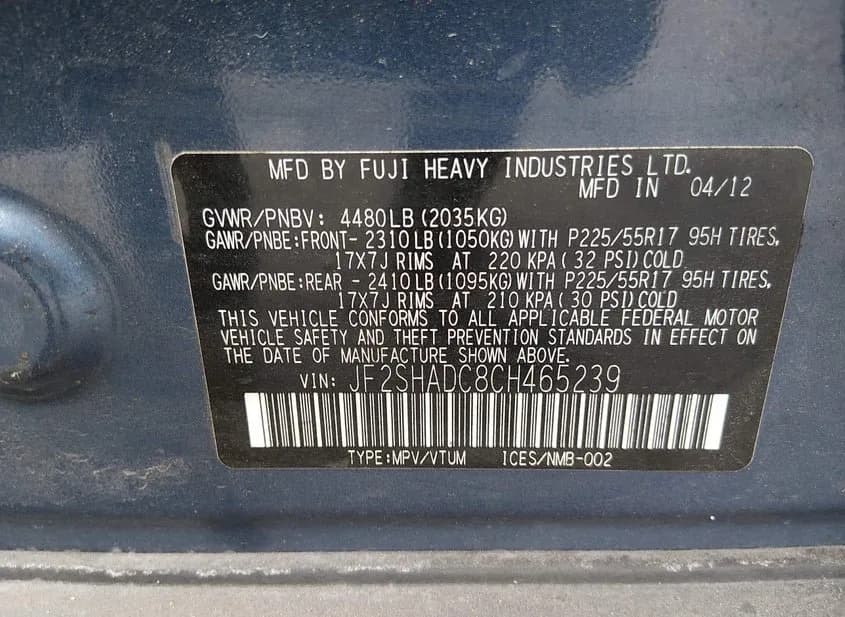 MFD BY FUJI HEAVY INDUSTRIES LTD.
MFD IN 04/12
GVWR/PNBV: 4480LB(2035KG)
GAWR/PNBE:FRONT- 2310LB(1050KG)WITH P225/55R17 95H TIRES,
17X7J RIMS AT 220 KPA(32 PSI)COLD
GAWR/PNBE:REAR - 2410LB(1095KG)WITH P225/55R17 95H TIRES,
17X7J RIMS AT 210 KPA(30 PSI)COLD
THIS VEHICLE CONFORMS TO ALL APPLICABLE FEDERAL MOTOR
VEHICLE SAFETY AND THEFT PREVENTION STANDARDS IN EFFECT ON
THE DATE OF MANUFACTURE SHOWN ABOVE.
VIN: JF2SHADC8CH465239
TYPE:MPV/VTUM ICES/NMB-002